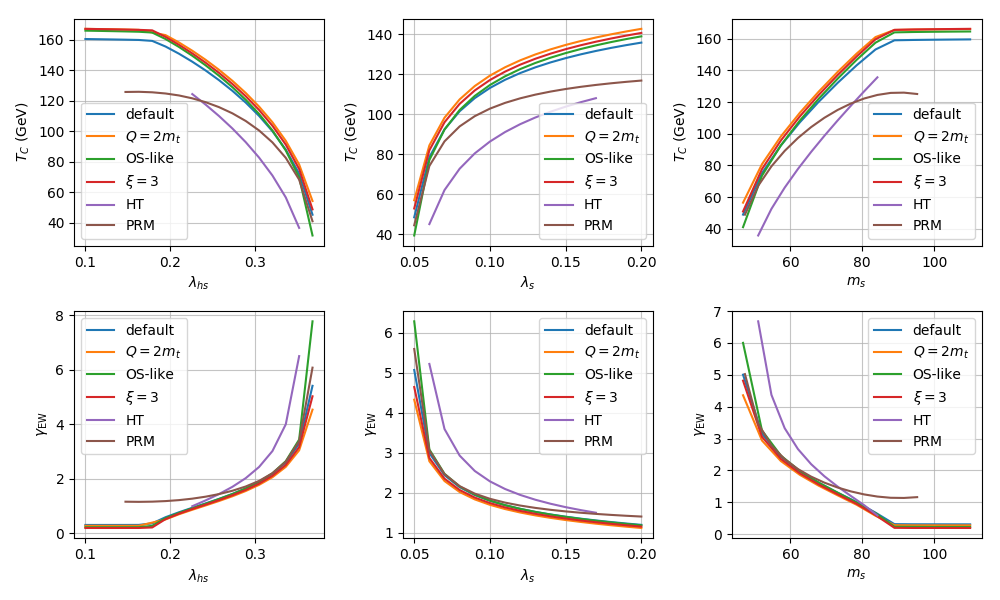 T_C (GeV)
160
140
120
100
80
60
40
default
Q = 2m_t
OS-like
ξ = 3
HT
PRM
0.1
0.2
0.3
λ_hs
T_C (GeV)
140
120
100
80
60
40
default
Q = 2m_t
OS-like
ξ = 3
HT
PRM
0.05
0.10
0.15
0.20
λ_s
T_C (GeV)
160
140
120
100
80
60
40
default
Q = 2m_t
OS-like
ξ = 3
HT
PRM
60
80
100
m_s
γ_EW
8
6
4
2
0
default
Q = 2m_t
OS-like
ξ = 3
HT
PRM
0.1
0.2
0.3
λ_hs
γ_EW
6
5
4
3
2
1
default
Q = 2m_t
OS-like
ξ = 3
HT
PRM
0.05
0.10
0.15
0.20
λ_s
γ_EW
7
6
5
4
3
2
1
0
default
Q = 2m_t
OS-like
ξ = 3
HT
PRM
60
80
100
m_s